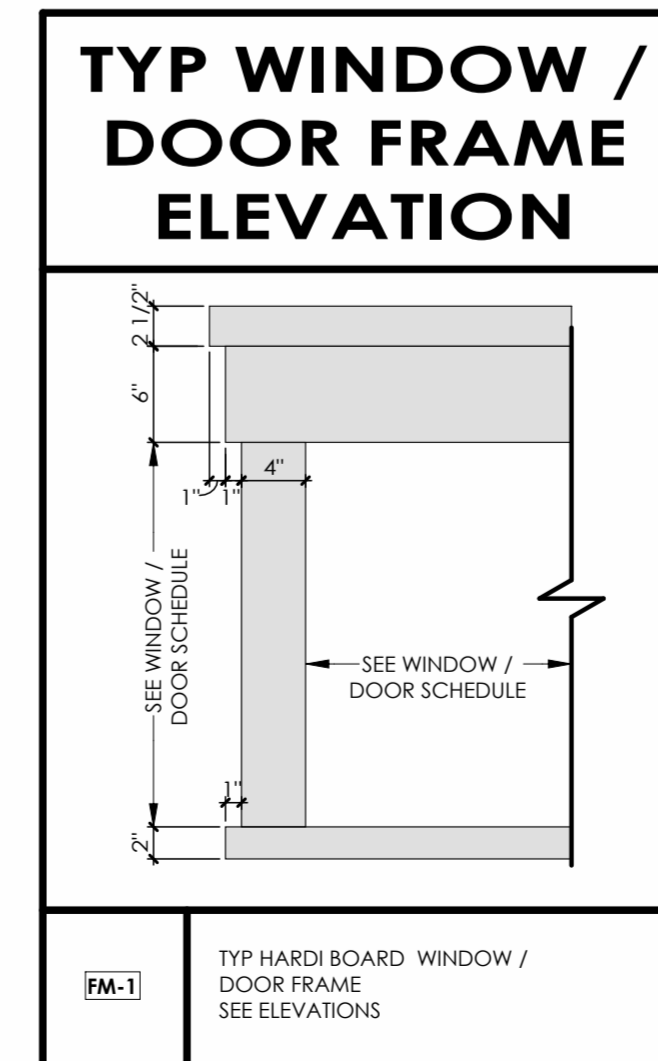 TYP WINDOW /
DOOR FRAME
ELEVATION
2 1/2"
6"
4"
1"
1"
SEE WINDOW /
DOOR SCHEDULE
SEE WINDOW /
DOOR SCHEDULE
1"
2"
FM-1
TYP HARDI BOARD WINDOW /
DOOR FRAME
SEE ELEVATIONS